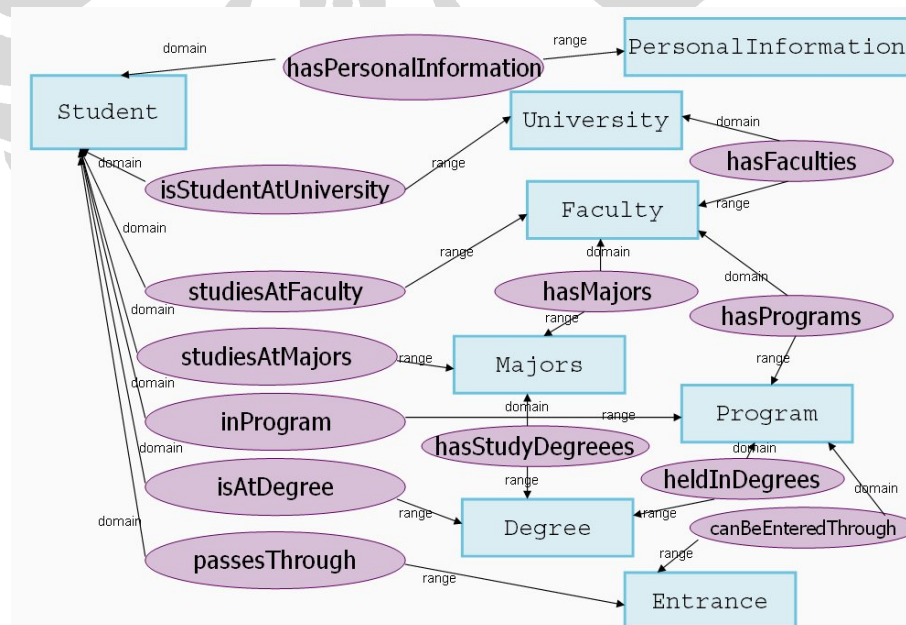 domain
range
PersonalInformation
hasPersonalInformation
Student
University
domain
domain
range
hasFaculties
isStudentAtUniversity
Faculty
range
domain
range
domain
domain
studiesAtFaculty
hasMajors
hasPrograms
domain
range
studiesAtMajors
range
Majors
range
domain
domain
range
Program
inProgram
hasStudyDegreees
domain
domain
isAtDegree
range
heldInDegrees
domain
range
Degree
range
canBeEnteredThrough
domain
passesThrough
range
range
Entrance